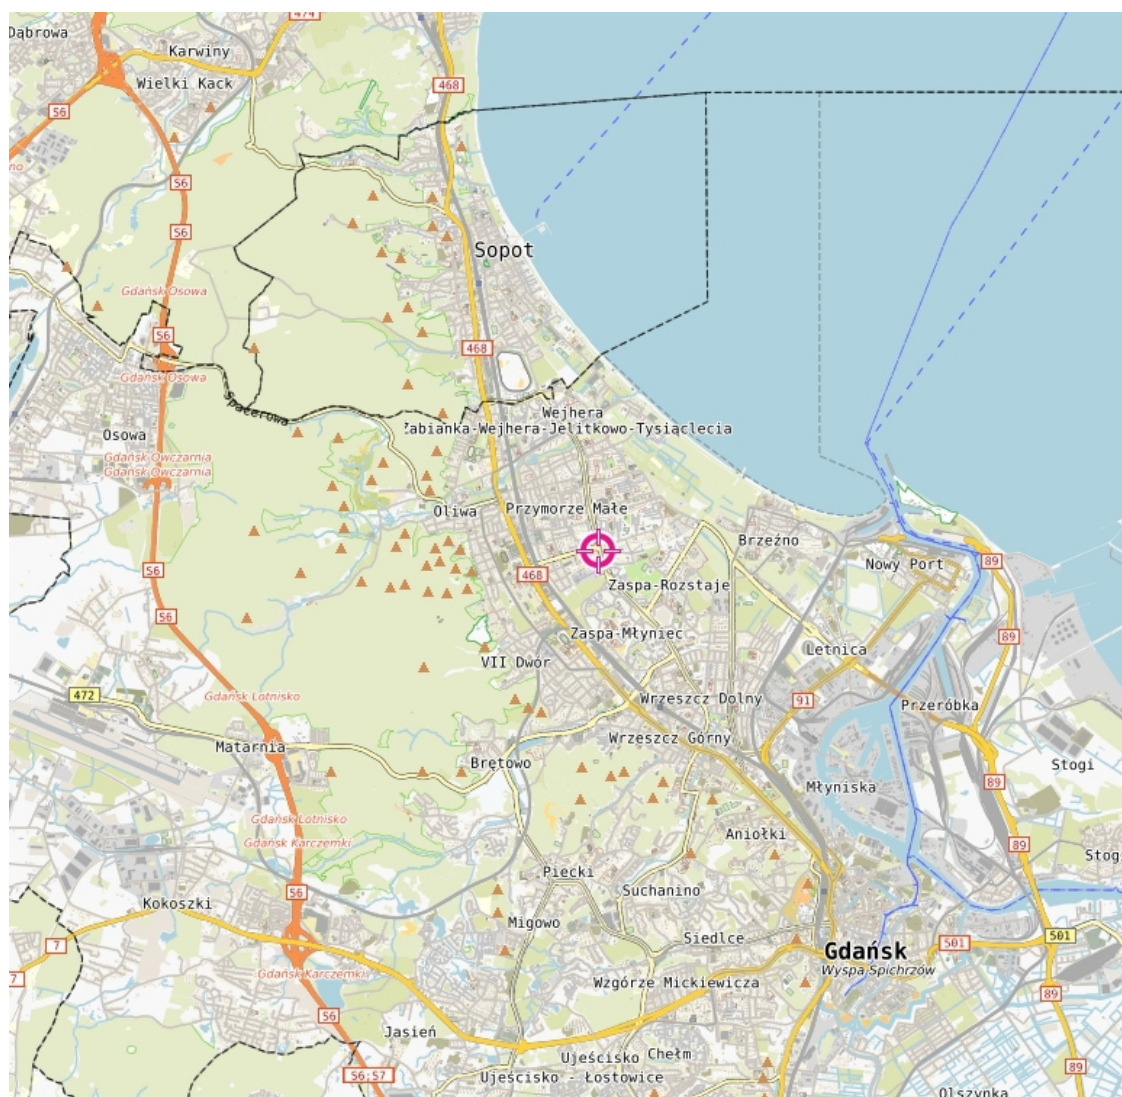 474
Dąbrowa
Karwiny
Wielki Kack
468
S6
no
S6
S6
Sopot
Gdańsk Osowa
S6
Gdańsk Osowa
468
Spacerowa
Wejhera
Żabianka-Wejhera-Jelitkowo-Tysiąclecia
Osowa
Gdańsk Owczarnia
Gdańsk Owczarnia
Oliwa
Przymorze Małe
Brzeźno
Nowy Port
89
S6
468
Zaspa-Rozstaje
S6
Zaspa-Młyniec
89
Letnica
VII Dwór
472
Gdańsk Lotnisko
Wrzeszcz Dolny
91
Przeróbka
Matarnia
Wrzeszcz Górny
Brętowo
Stogi
Młyniska
89
Gdańsk Lotnisko
Aniołki
Gdańsk Karczemki
89
Stog
Piecki
S6
Suchanino
Kokoszki
Migowo
Siedlce
7
501
501
Gdańsk
Wyspa Spichrzów
7
Gdańsk Karczemki
Wzgórze Mickiewicza
89
S6
Jasień
Ujeścisko
Chełm
89
S6;S7
Ujeścisko - Łostowice
Olszynka